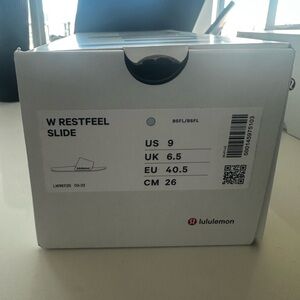 W RESTFEEL
SLIDE
BSFL/BSFL
US 9
UK 6.5
EU 40.5
CM 26
lululemon